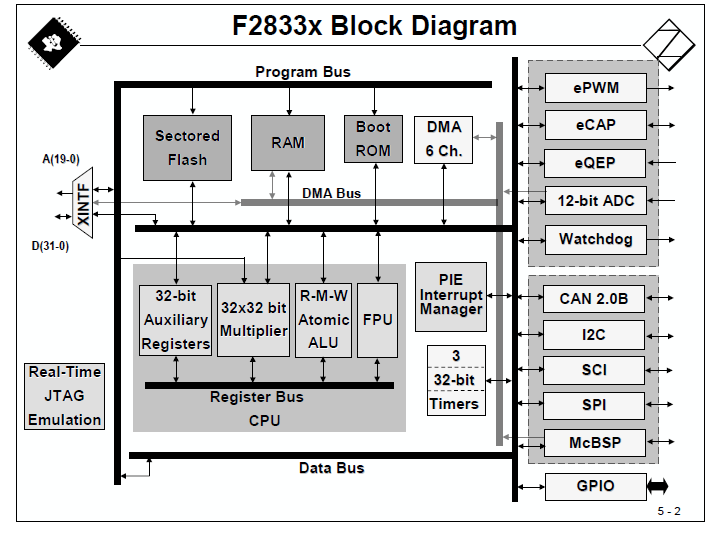 F2833x Block Diagram
Program Bus
Sectored
Flash
RAM
Boot
ROM
DMA
6 Ch.
A(19-0)
XINTF
D(31-0)
DMA Bus
ePWM
eCAP
eQEP
12-bit ADC
Watchdog
32-bit
Auxiliary
Registers
32x32 bit
Multiplier
R-M-W
Atomic
ALU
FPU
PIE
Interrupt
Manager
3
32-bit
Timers
Register Bus
CPU
Real-Time
JTAG
Emulation
CAN 2.0B
I2C
SCI
SPI
McBSP
Data Bus
GPIO
5 - 2